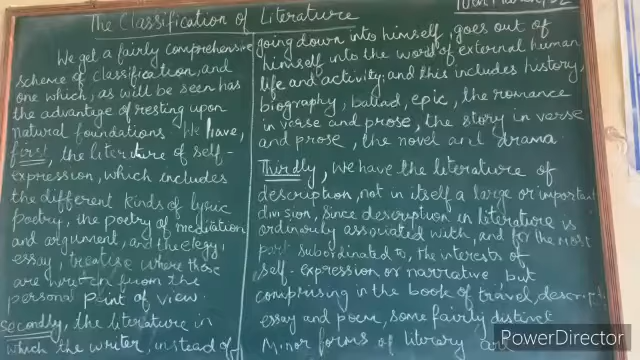 The Classification of Literature
We get a fairly comprehensive
scheme of classification, and
one which, as will be seen has
the advantage of resting upon
natural foundations. We have,
first, the literature of self-
expression, which includes
the different kinds of lyric
poetry, the poetry of mediation
and argument, and the elegy,
essay, treatise where those
are written from the
personal point of view.
Secondly, the literature in
which the writer, instead of
going down into himself, goes out of
himself into the word of external human
life and activity; and this includes history,
biography, ballad, epic, the romance
in verse and prose, the story in verse
and prose, the novel and drama.
Thirdly, we have the literature of
description, not in itself a large or important
division, since description in literature is
ordinarily associated with, and for the most
part subordinated to, the interests of
self-expression or narrative but
comprising in the book of travel, descript
essay and poem, some fairly distinct
Minor forms of literary
PowerDirector